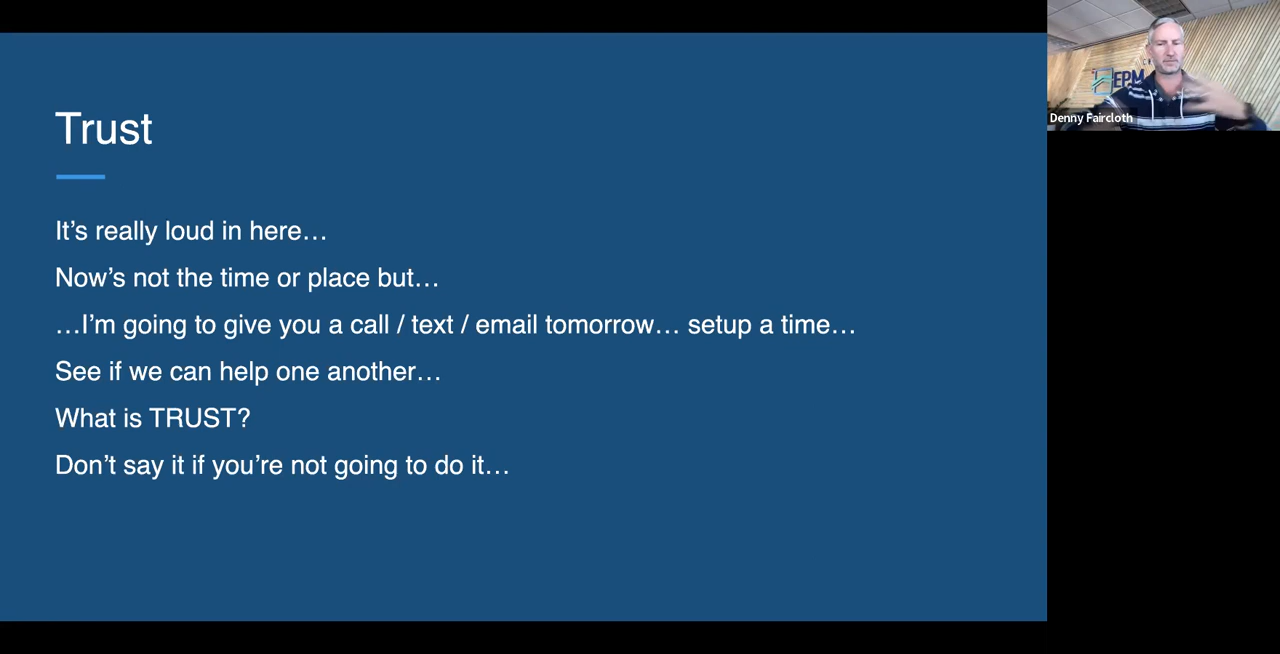 Trust
It’s really loud in here…
Now’s not the time or place but…
…I’m going to give you a call / text / email tomorrow… setup a time…
See if we can help one another…
What is TRUST?
Don’t say it if you’re not going to do it…
EPM
Denny Faircloth